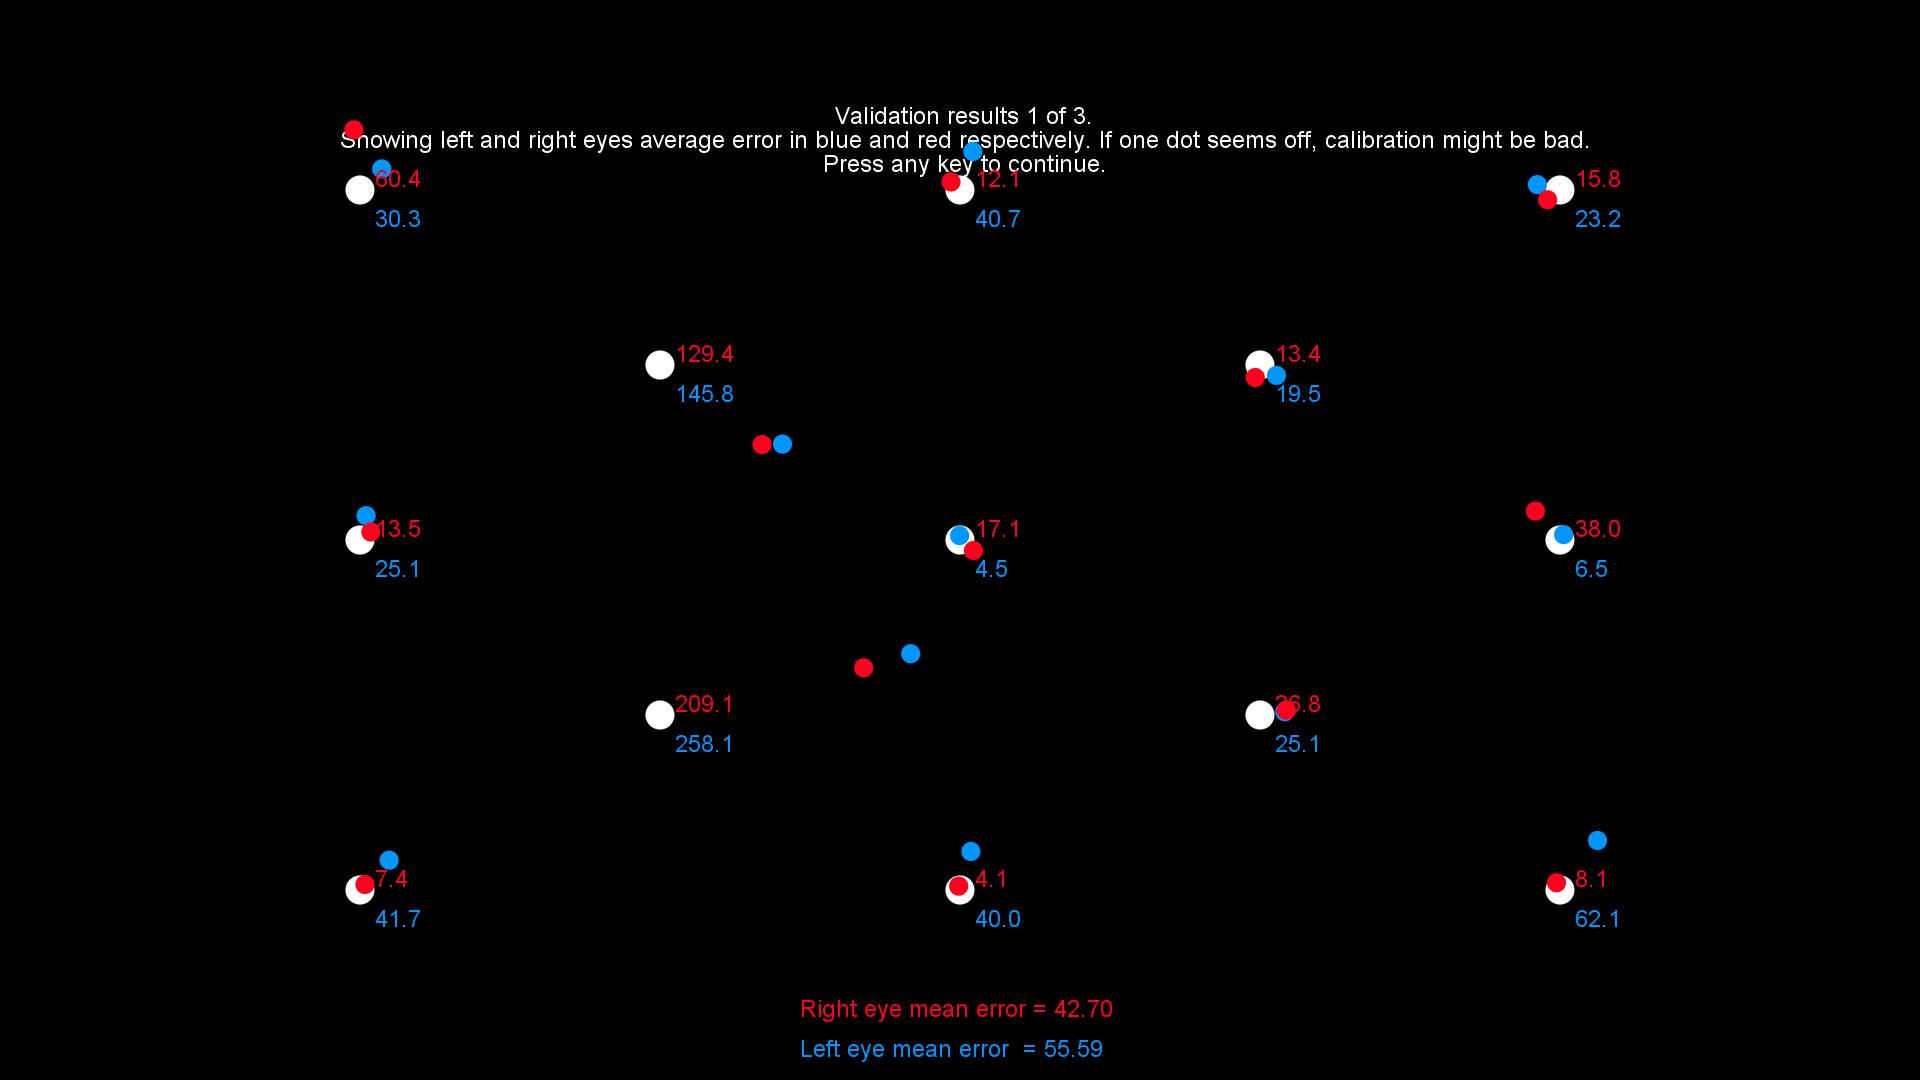 Validation results 1 of 3.
Showing left and right eyes average error in blue and red respectively. If one dot seems off, calibration might be bad.
Press any key to continue.
60.4 12.1 15.8
30.3 40.7 23.2
129.4 13.4
145.8 19.5
13.5 17.1 38.0
25.1 4.5 6.5
209.1 26.8
258.1 25.1
7.4 4.1 8.1
41.7 40.0 62.1
Right eye mean error = 42.70
Left eye mean error = 55.59